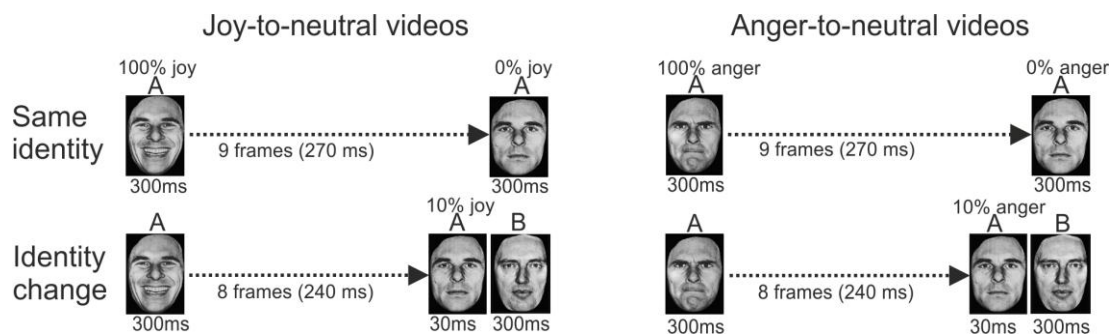 Joy-to-neutral videos Anger-to-neutral videos
100% joy 0% joy 100% anger 0% anger
A A A A
Same
identity
9 frames (270 ms) 9 frames (270 ms)
300ms 300ms 300ms 300ms
10% joy 10% anger
A A B A A B
Identity
change
8 frames (240 ms) 8 frames (240 ms)
300ms 30ms 300ms 300ms 30ms 300ms